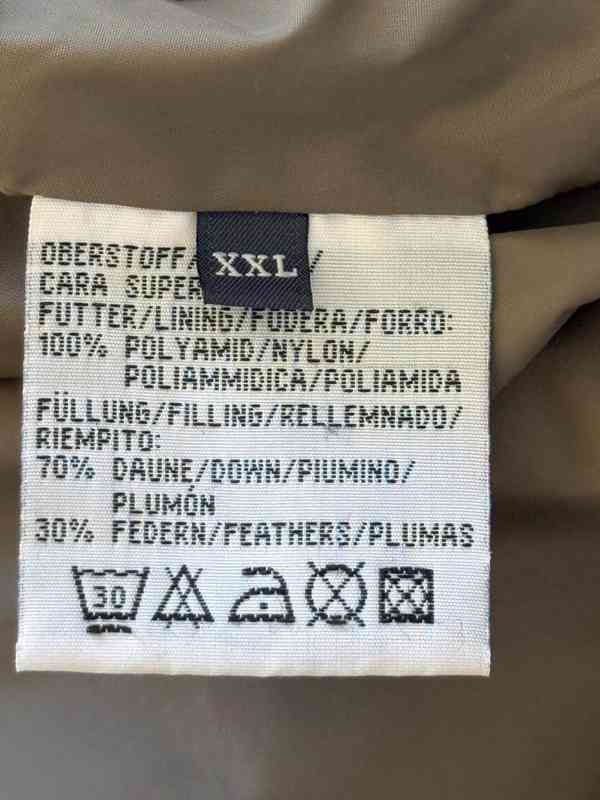 XXL
OBERSTOFF/
CARA SUPER
FUTTER/LINING/FODERA/FORRO:
100% POLYAMID/NYLON/
POLIAMMIDICA/POLIAMIDA
FÜLLUNG/FILLING/RELLEMNADO/
RIEMPITO:
70% DAUNE/DOWN/PIUMINO/
PLUMÓN
30% FEDERN/FEATHERS/PLUMAS
30